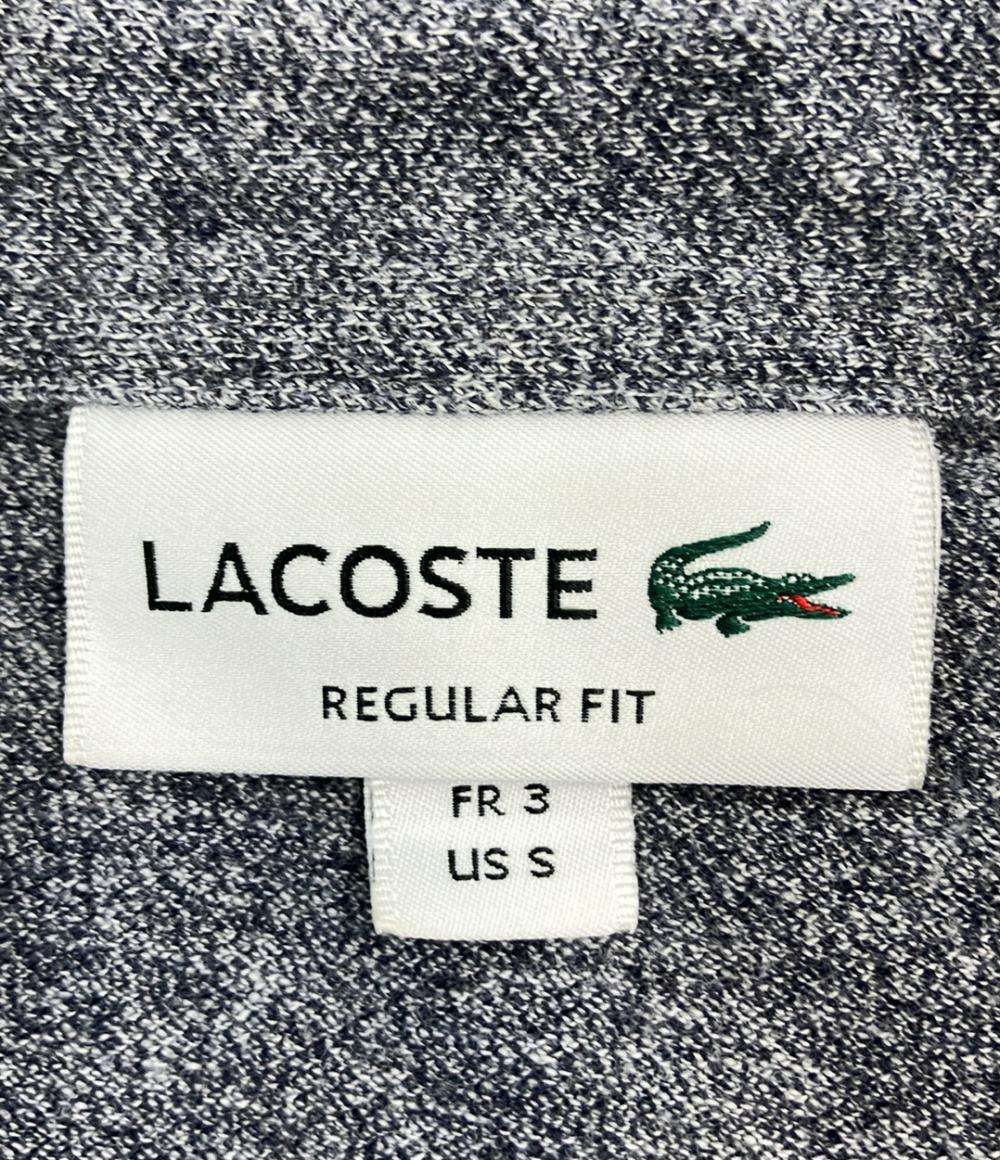 LACOSTE
REGULAR FIT
FR 3
US S